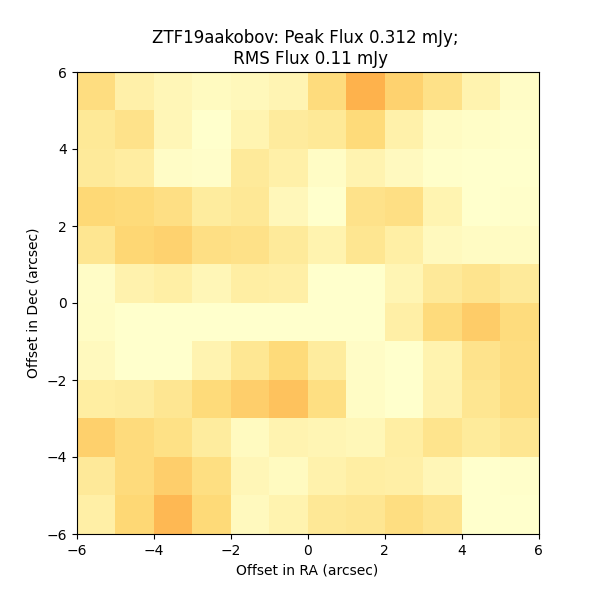 ZTF19aakobov: Peak Flux 0.312 mJy;
RMS Flux 0.11 mJy
6
4
2
0
−2
−4
−6
Offset in Dec (arcsec)
−6 −4 −2 0 2 4 6
Offset in RA (arcsec)